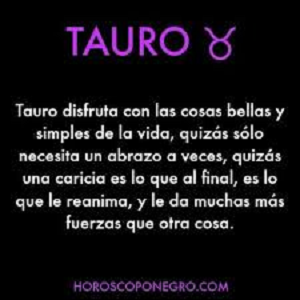 TAURO ♉
Tauro disfruta con las cosas bellas y
simples de la vida, quizás sólo
necesita un abrazo a veces, quizás
una caricia es lo que al final, es lo
que le reanima, y le da muchas más
fuerzas que otra cosa.
HOROSCOPONEGRO.COM